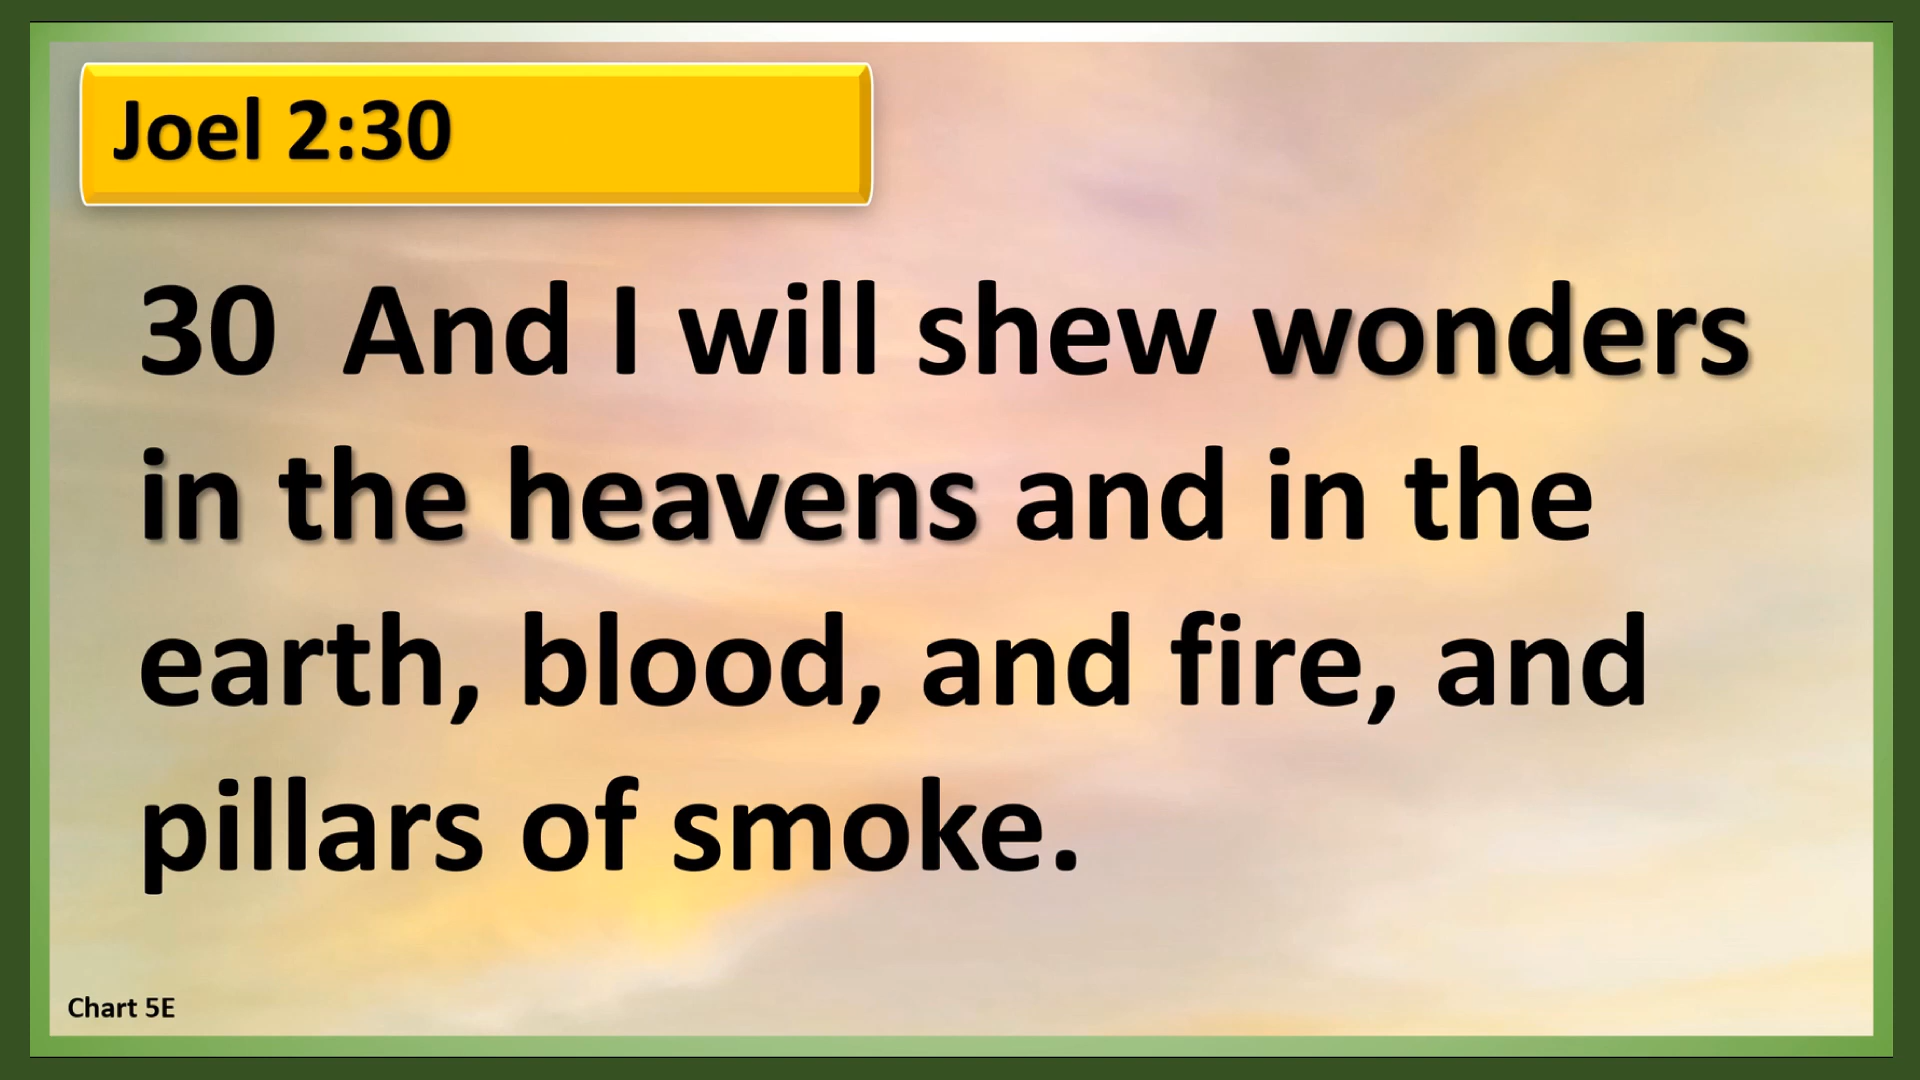 Joel 2:30
30  And I will shew wonders
in the heavens and in the
earth, blood, and fire, and
pillars of smoke.
Chart 5E